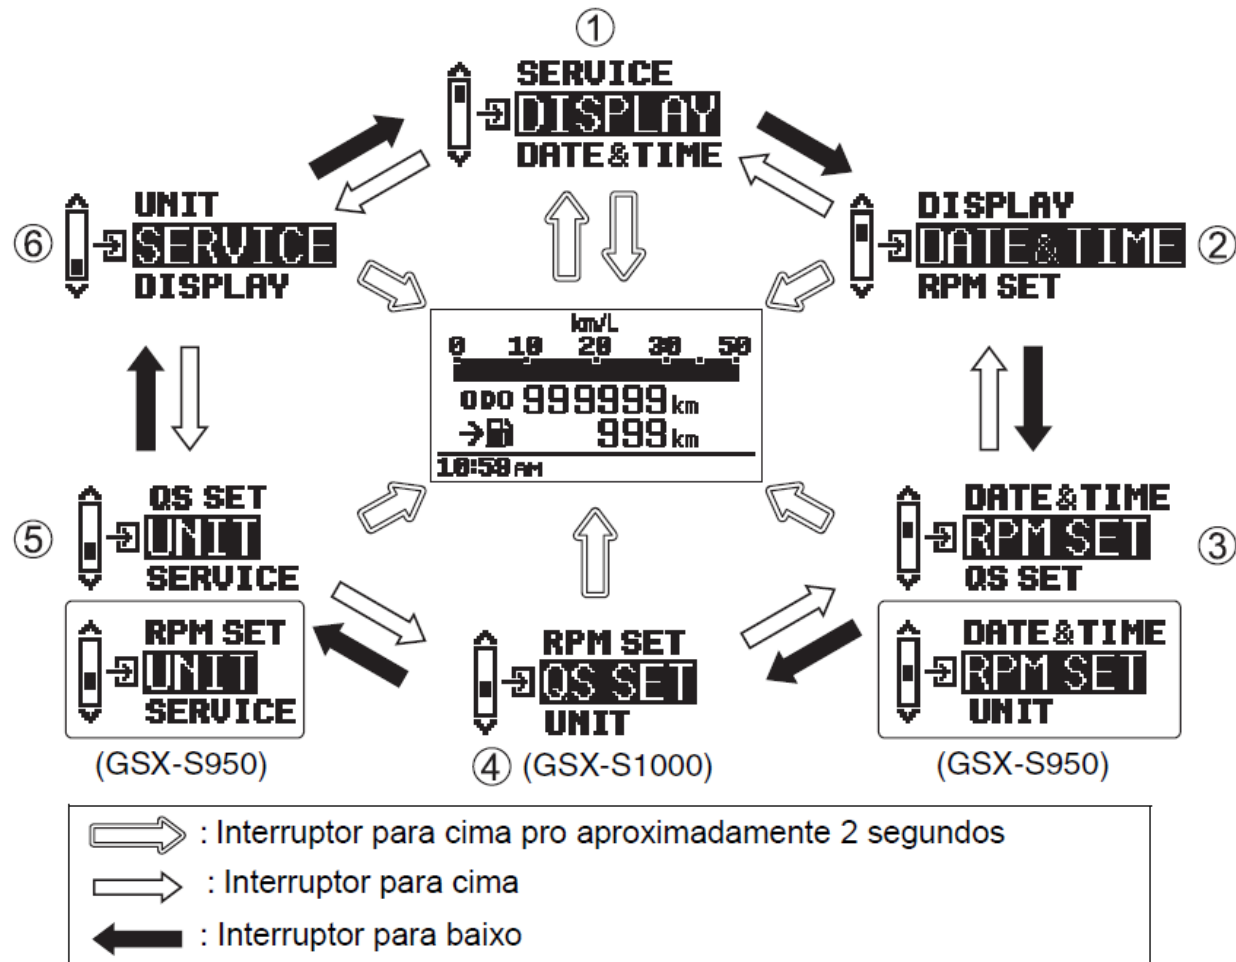 ①
SERVICE
DISPLAY
DATE&TIME
⑥
UNIT
SERVICE
DISPLAY
DISPLAY
DATE&TIME
RPM SET
②
km/L
0 10 20 30 50
ODO 999999 km
999 km
10:50 AM
⑤
QS SET
UNIT
SERVICE
DATE&TIME
RPM SET
QS SET
③
RPM SET
UNIT
SERVICE
(GSX-S950)
RPM SET
QS SET
UNIT
④ (GSX-S1000)
DATE&TIME
RPM SET
UNIT
(GSX-S950)
: Interruptor para cima pro aproximadamente 2 segundos
: Interruptor para cima
: Interruptor para baixo